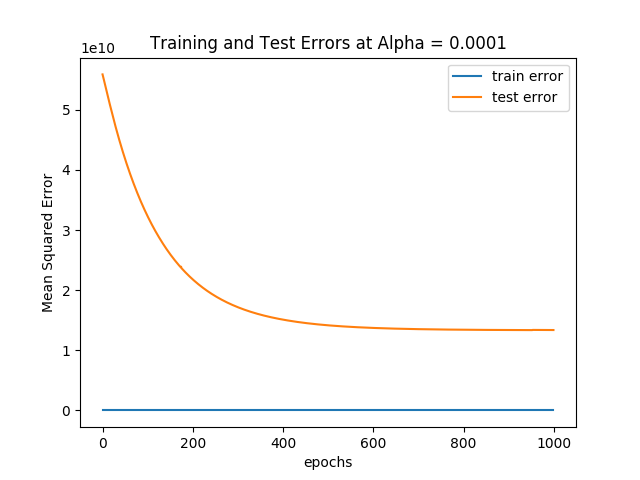 Training and Test Errors at Alpha = 0.0001
1e10
train error
test error
5
4
3
2
1
0
Mean Squared Error
0 200 400 600 800 1000
epochs